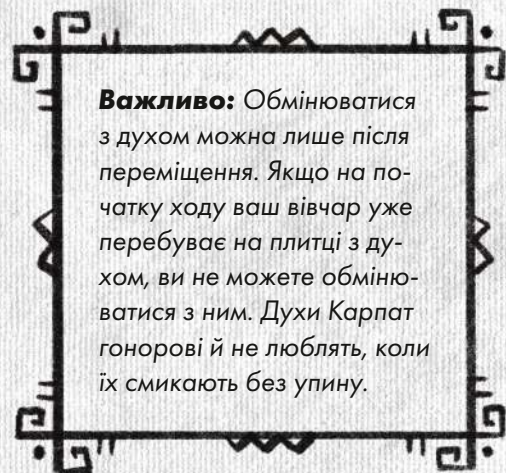 Важливо: Обмінюватися
з духом можна лише після
переміщення. Якщо на по-
чатку ходу ваш вівчар уже
перебуває на плитці з ду-
хом, ви не можете обміню-
ватися з ним. Духи Карпат
гонорові й не люблять, коли
їх смикають без упину.